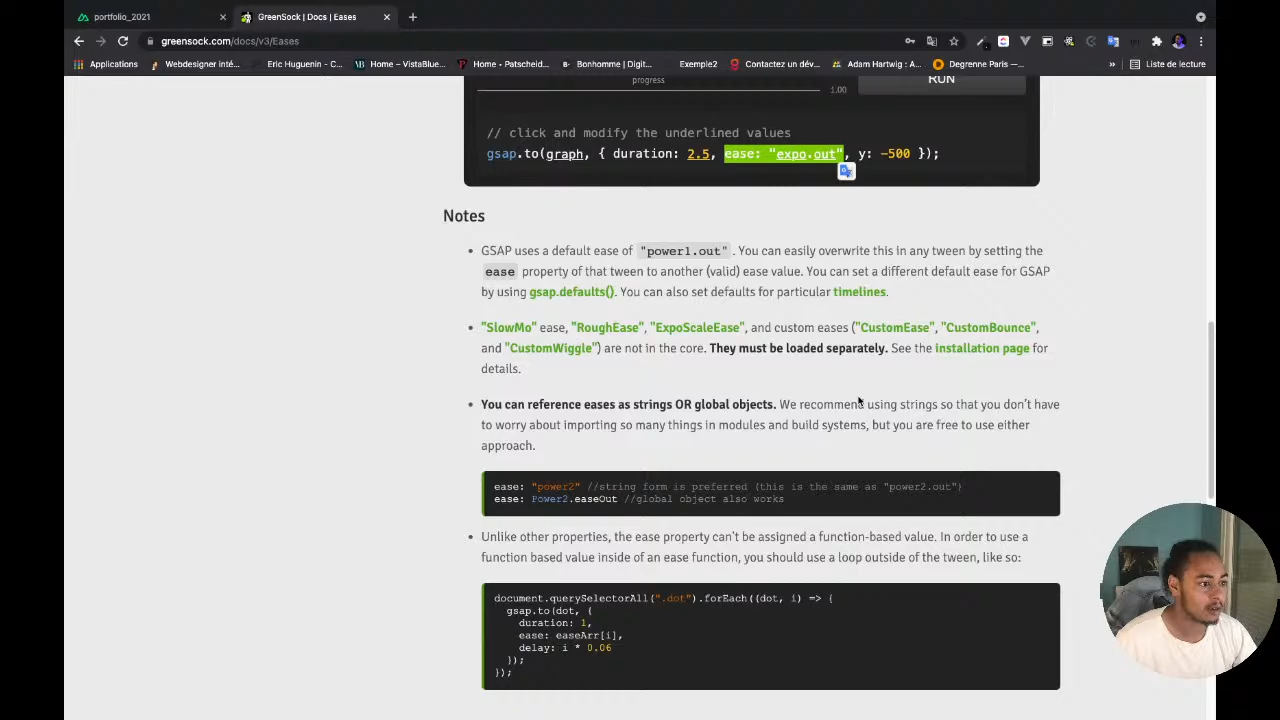 portfolio_2021
GreenSock | Docs | Eases
greensock.com/docs/v3/Eases
Applications
Webdesigner inté...
Eric Huguenin - C...
Home – VistaBlue...
Home • Patscheid...
Bonhomme | Digit...
Exemple2
Contactez un dév...
Adam Hartwig • A...
Degrenne Paris —...
»
Liste de lecture
progress
1.00
RUN
// click and modify the underlined values
gsap.to(graph, { duration: 2.5, ease: "expo.out", y: -500 });
Notes
• GSAP uses a default ease of "power1.out". You can easily overwrite this in any tween by setting the
ease property of that tween to another (valid) ease value. You can set a different default ease for GSAP
by using gsap.defaults(). You can also set defaults for particular timelines.
• "SlowMo" ease, "RoughEase", "ExpoScaleEase", and custom eases ("CustomEase", "CustomBounce",
and "CustomWiggle") are not in the core. They must be loaded separately. See the installation page for
details.
• You can reference eases as strings OR global objects. We recommend using strings so that you don’t have
to worry about importing so many things in modules and build systems, but you are free to use either
approach.
ease: "power2" //string form is preferred (this is the same as "power2.out")
ease: Power2.easeOut //global object also works
• Unlike other properties, the ease property can't be assigned a function-based value. In order to use a
function based value inside of an ease function, you should use a loop outside of the tween, like so:
document.querySelectorAll(".dot").forEach((dot, i) => {
gsap.to(dot, {
duration: 1,
ease: easeArr[i],
delay: i * 0.06
});
});